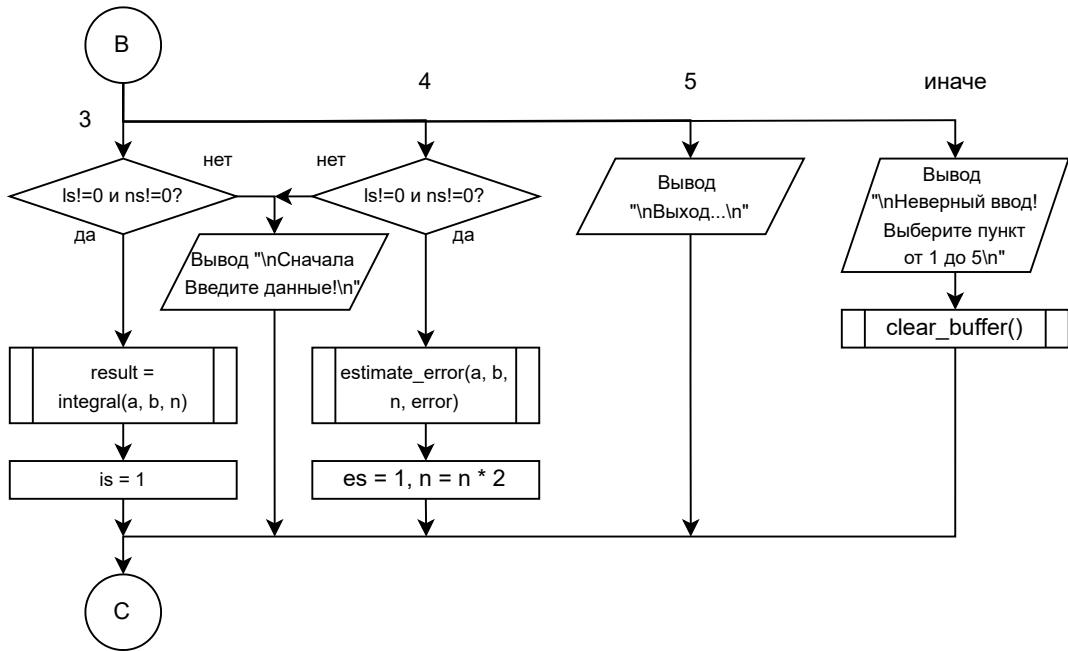 B
4
5
иначе
3
нет
нет
ls!=0 и ns!=0?
ls!=0 и ns!=0?
да
да
Вывод "\nСначала
Введите данные!\n"
Вывод
"\nВыход...\n"
Вывод
"\nНеверный ввод!
Выберите пункт
от 1 до 5\n"
clear_buffer()
result =
integral(a, b, n)
estimate_error(a, b,
n, error)
is = 1
es = 1, n = n * 2
C